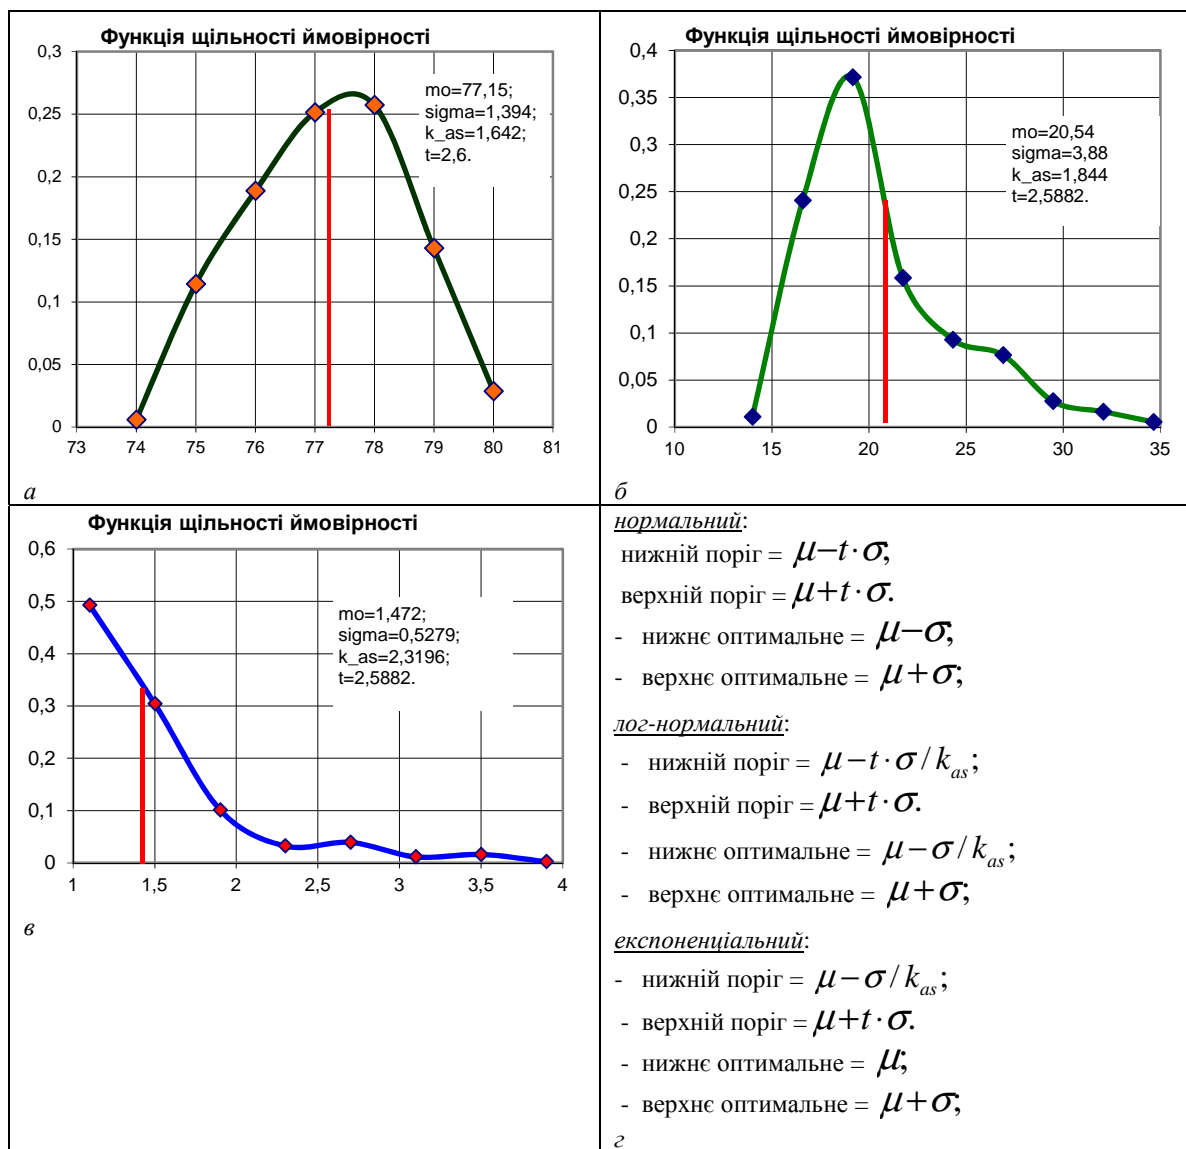 Функція щільності ймовірності
0,3
0,25
0,2
0,15
0,1
0,05
0
mo=77,15;
sigma=1,394;
k_as=1,642;
t=2,6.
73 74 75 76 77 78 79 80 81
а
Функція щільності ймовірності
0,4
0,35
0,3
0,25
0,2
0,15
0,1
0,05
0
mo=20,54
sigma=3,88
k_as=1,844
t=2,5882.
10 15 20 25 30 35
б
Функція щільності ймовірності
0,6
0,5
0,4
0,3
0,2
0,1
0
mo=1,472;
sigma=0,5279;
k_as=2,3196;
t=2,5882.
1 1,5 2 2,5 3 3,5 4
в
нормальний:
нижній поріг = μ−t·σ;
верхній поріг = μ+t·σ.
- нижнє оптимальне = μ−σ;
- верхнє оптимальне = μ+σ;
лог-нормальний:
- нижній поріг = μ−t·σ/k_as;
- верхній поріг = μ+t·σ.
- нижнє оптимальне = μ−σ/k_as;
- верхнє оптимальне = μ+σ;
експоненціальний:
- нижній поріг = μ−σ/k_as;
- верхній поріг = μ+t·σ.
- нижнє оптимальне = μ;
- верхнє оптимальне = μ+σ;
г